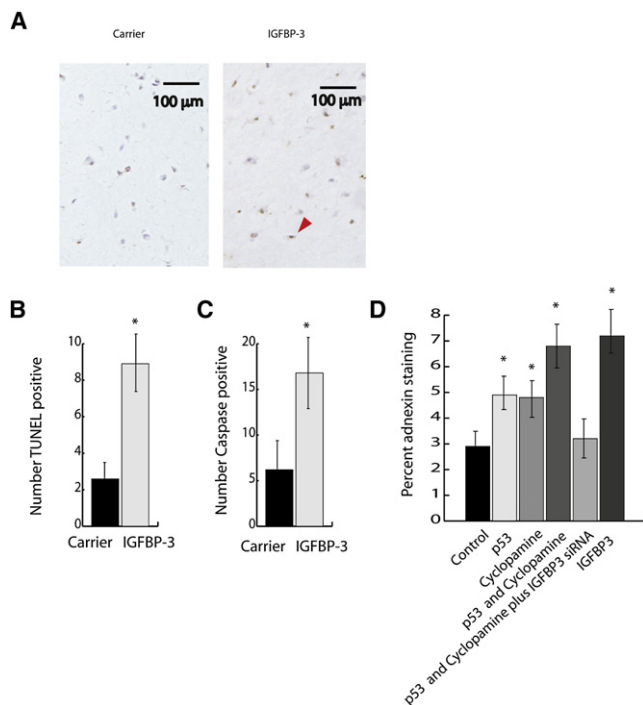 A
Carrier
IGFBP-3
100 µm
100 µm
B
Number TUNEL positive
10
8
6
4
2
0
*
Carrier IGFBP-3
C
Number Caspase positive
20
15
10
5
0
*
Carrier IGFBP-3
D
Percent adnexin staining
8
7
6
5
4
3
2
1
0
*
*
*
*
Control
p53
Cyclopamine
p53 and Cyclopamine
p53 and Cyclopamine plus IGFBP3 siRNA
IGFBP3